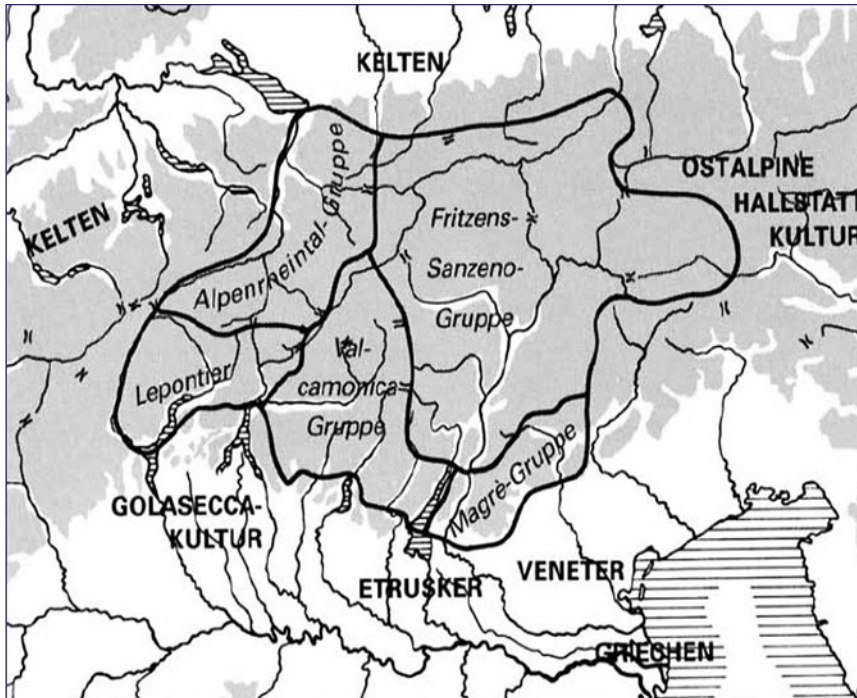 KELTEN
OSTALPINE
HALLSTATT
KULTUR
KELTEN
Alpenrheintal-Gruppe
Fritzens-
Sanzeno-
Gruppe
Lepontier
Val-
camonica
Gruppe
Magrè-Gruppe
GOLASECCA-
KULTUR
ETRUSKER
VENETER
GRIECHEN